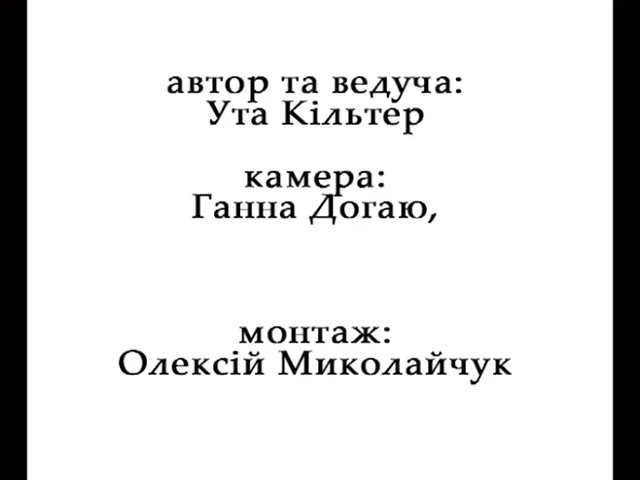 автор та ведуча:
Ута Кільтер
камера:
Ганна Догаю,
монтаж:
Олексій Миколайчук